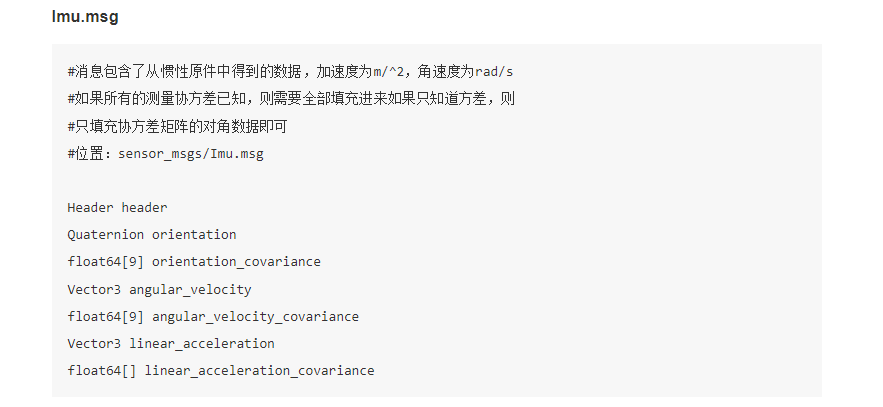 Imu.msg
#消息包含了从惯性原件中得到的数据，加速度为m/^2，角速度为rad/s
#如果所有的测量协方差已知，则需要全部填充进来如果只知道方差，则
#只填充协方差矩阵的对角数据即可
#位置：sensor_msgs/Imu.msg
Header header
Quaternion orientation
float64[9] orientation_covariance
Vector3 angular_velocity
float64[9] angular_velocity_covariance
Vector3 linear_acceleration
float64[] linear_acceleration_covariance